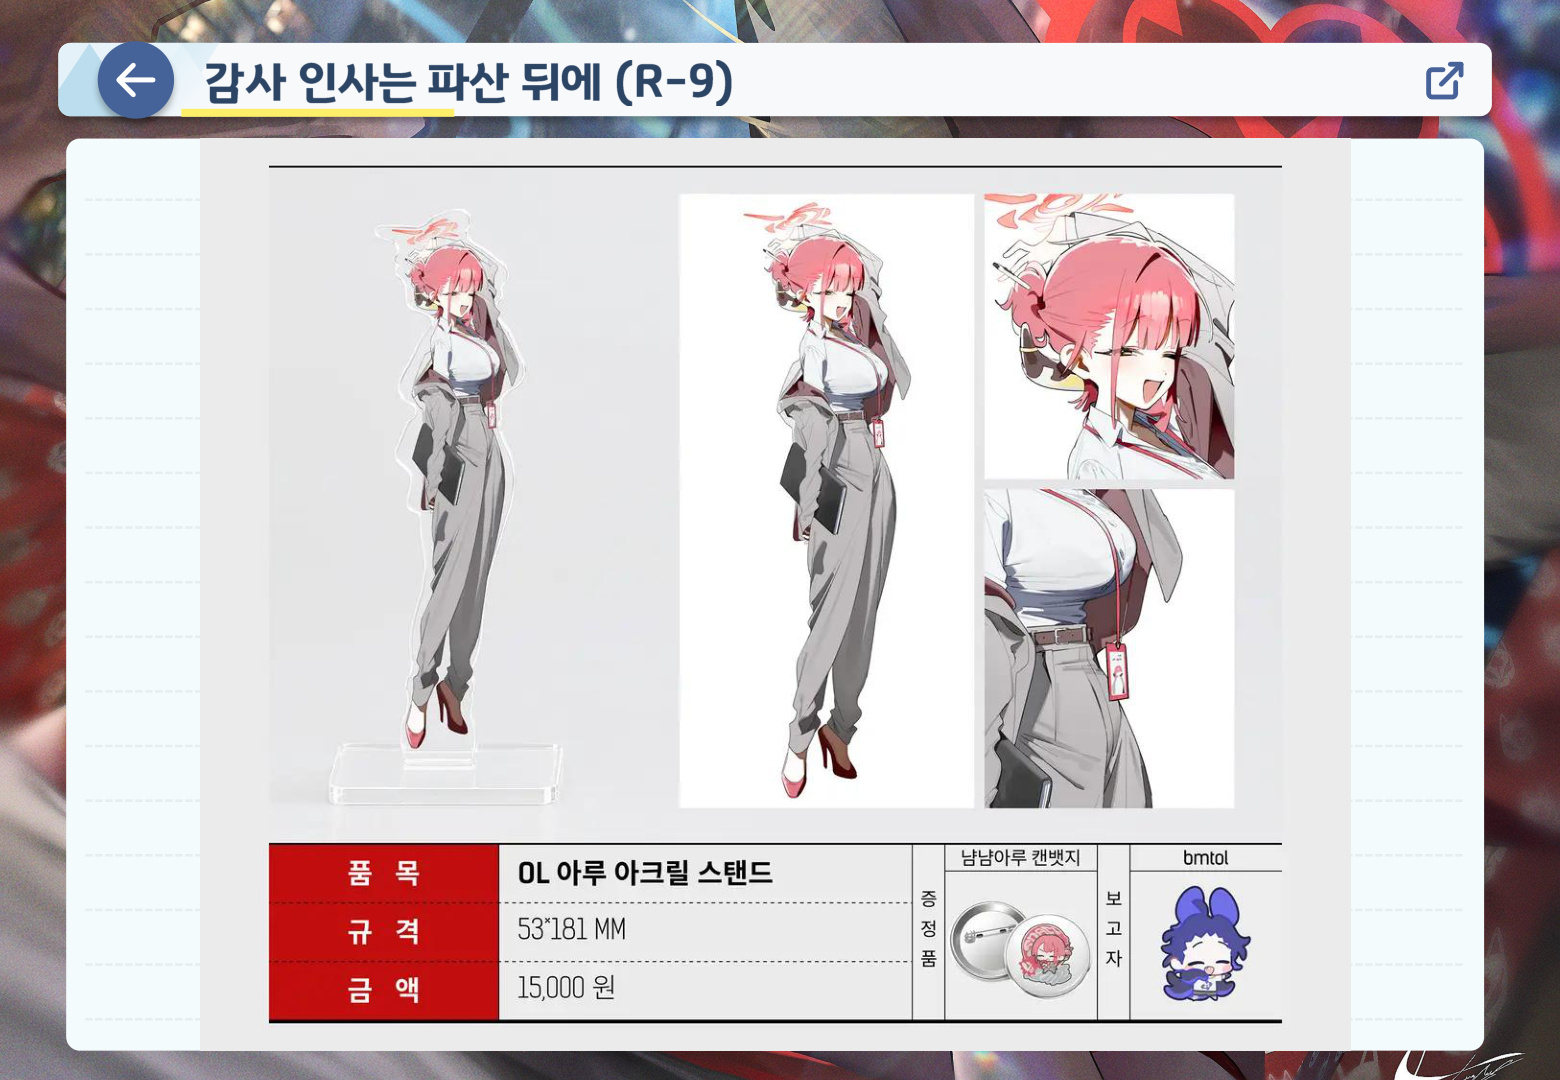 감사 인사는 파산 뒤에 (R-9)
품 목
OL 아루 아크릴 스탠드
규 격
53*181 MM
금 액
15,000 원
증정품
냥냥아루 캔뱃지
보고자
bmtol